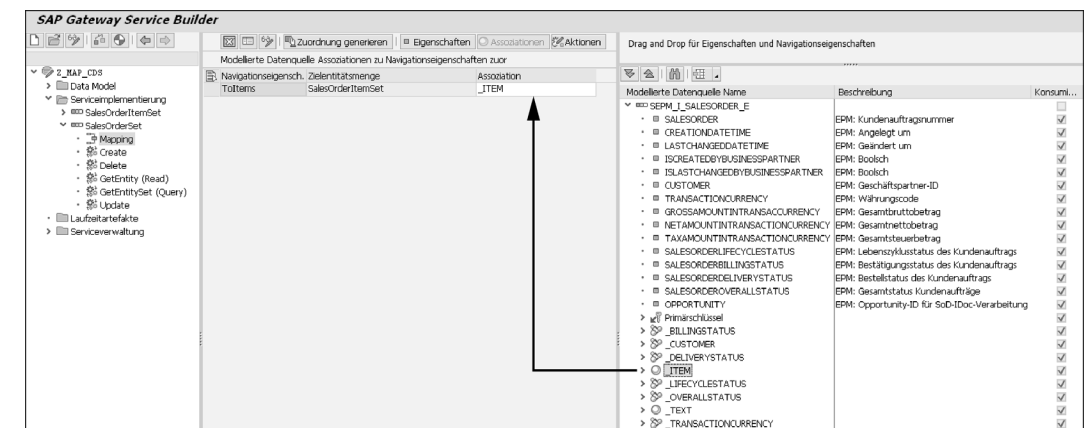 SAP Gateway Service Builder
Zuordnung generieren Eigenschaften Assoziationen Aktionen
Modellierte Datenquelle Assoziationen zu Navigationseigenschaften zuor
Navigationseigensch. Zielentitätsmenge Assoziation
ToItems SalesOrderItemSet _ITEM
Z_MAP_CDS
Data Model
Serviceimplementierung
SalesOrderItemSet
SalesOrderSet
Mapping
Create
Delete
GetEntity (Read)
GetEntitySet (Query)
Update
Laufzeitartefakte
Serviceverwaltung
Drag and Drop für Eigenschaften und Navigationseigenschaften
Modellierte Datenquelle Name Beschreibung Konsumi...
SEPM_I_SALESORDER_E
SALESORDER EPM: Kundenauftragsnummer
CREATIONDATETIME EPM: Angelegt um
LASTCHANGEDDATETIME EPM: Geändert um
ISCREATEDBYBUSINESSPARTNER EPM: Boolsch
ISLASTCHANGEDBYBUSINESSPARTNER EPM: Boolsch
CUSTOMER EPM: Geschäftspartner-ID
TRANSACTIONCURRENCY EPM: Währungscode
GROSSAMOUNTINTRANSACCURRENCY EPM: Gesamtbruttobetrag
NETAMOUNTINTRANSACTIONCURRENCY EPM: Gesamtnettobetrag
TAXAMOUNTINTRANSACTIONCURRENCY EPM: Gesamtsteuerbetrag
SALESORDERLIFECYCLESTATUS EPM: Lebenszyklusstatus des Kundenauftrags
SALESORDERBILLINGSTATUS EPM: Bestätigungsstatus des Kundenauftrags
SALESORDERDELIVERYSTATUS EPM: Bestellstatus des Kundenauftrags
SALESORDEROVERALLSTATUS EPM: Gesamtstatus Kundenaufträge
OPPORTUNITY EPM: Opportunity-ID für SoD-IDoc-Verarbeitung
Primärschlüssel
_BILLINGSTATUS
_CUSTOMER
_DELIVERYSTATUS
_ITEM
_LIFECYCLESTATUS
_OVERALLSTATUS
_TEXT
_TRANSACTIONCURRENCY